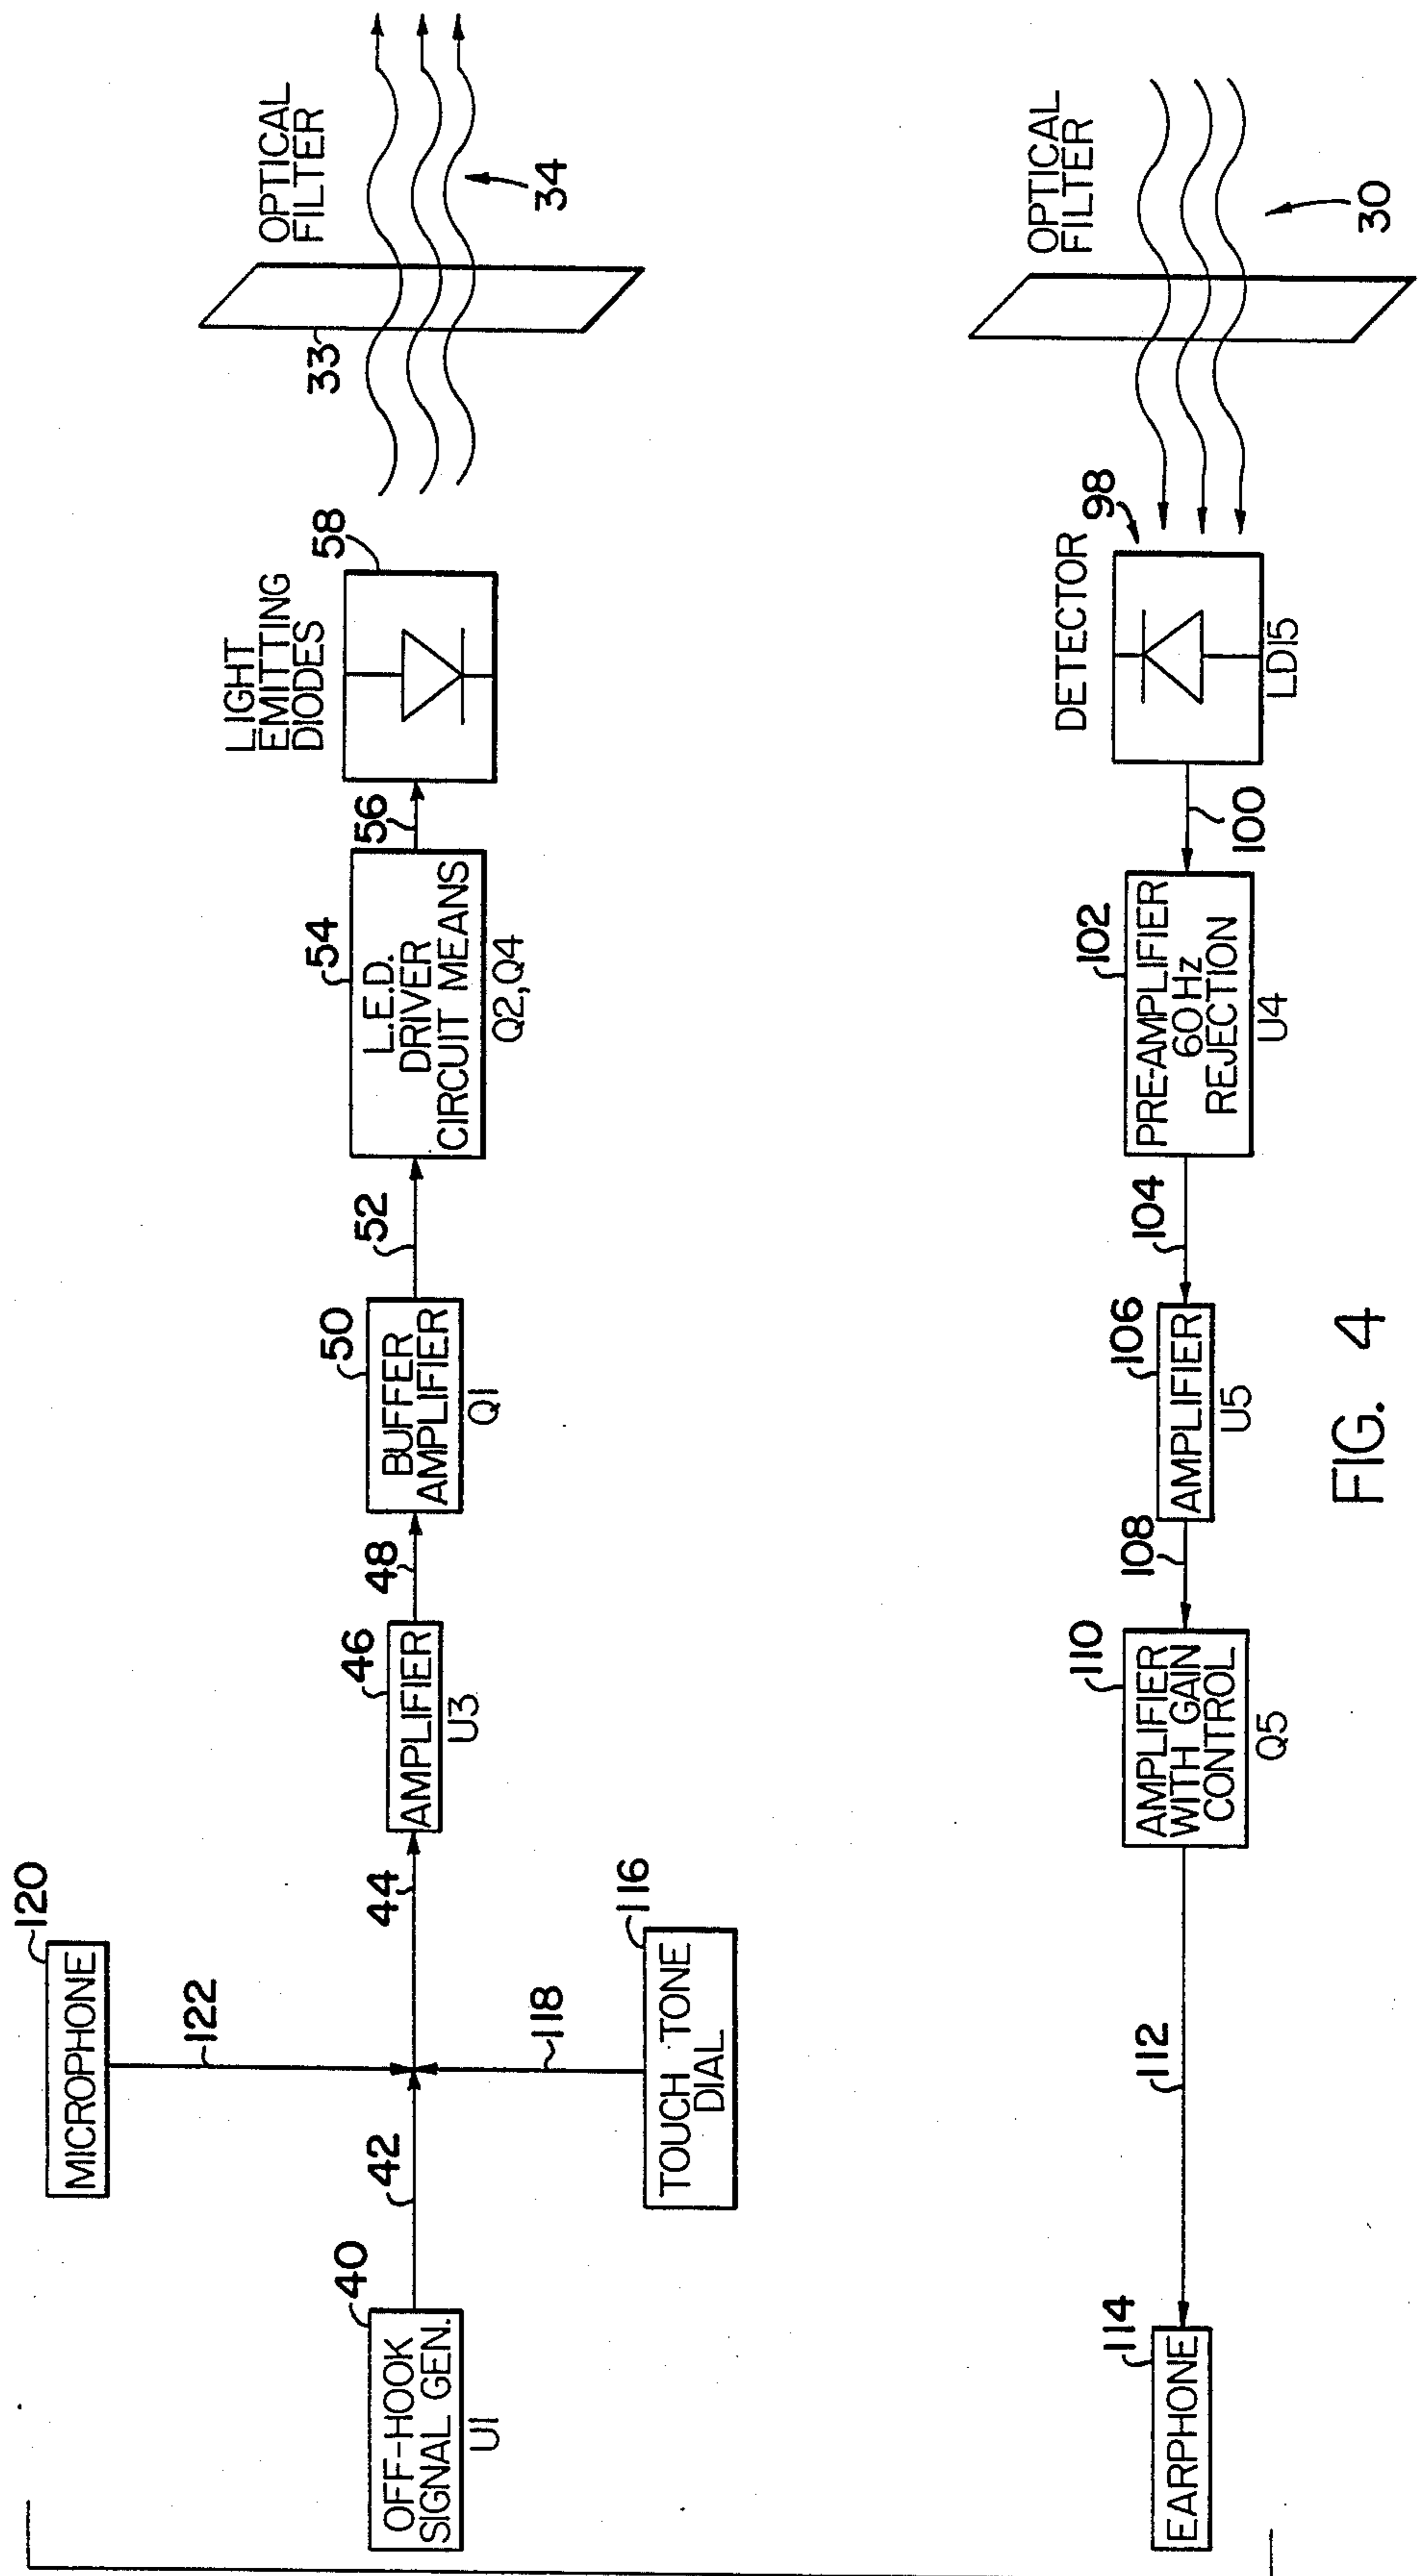 120
MICROPHONE
122
40
OFF-HOOK
SIGNAL GEN.
U1
42
44
118
116
TOUCH TONE
DIAL
46
AMPLIFIER
U3
48
50
BUFFER
AMPLIFIER
Q1
52
54
L.E.D.
DRIVER
CIRCUIT MEANS
Q2,Q4
56
LIGHT
EMITTING
DIODES
58
33
OPTICAL
FILTER
34
114
EARPHONE
112
110
AMPLIFIER
WITH GAIN
CONTROL
Q5
108
106
AMPLIFIER
U5
104
102
PRE-AMPLIFIER
60 Hz
REJECTION
U4
100
DETECTOR
98
LD15
OPTICAL
FILTER
30
FIG. 4